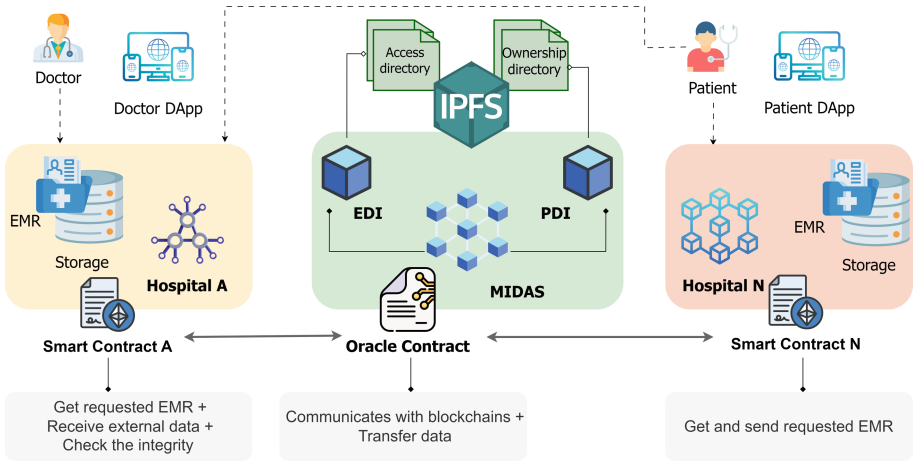 Doctor
Doctor DApp
Access
directory
Ownership
directory
IPFS
Patient
Patient DApp
EMR
Storage
Hospital A
EDI
PDI
MIDAS
Hospital N
EMR
Storage
Smart Contract A
Oracle Contract
Smart Contract N
Get requested EMR +
Receive external data +
Check the integrity
Communicates with blockchains +
Transfer data
Get and send requested EMR